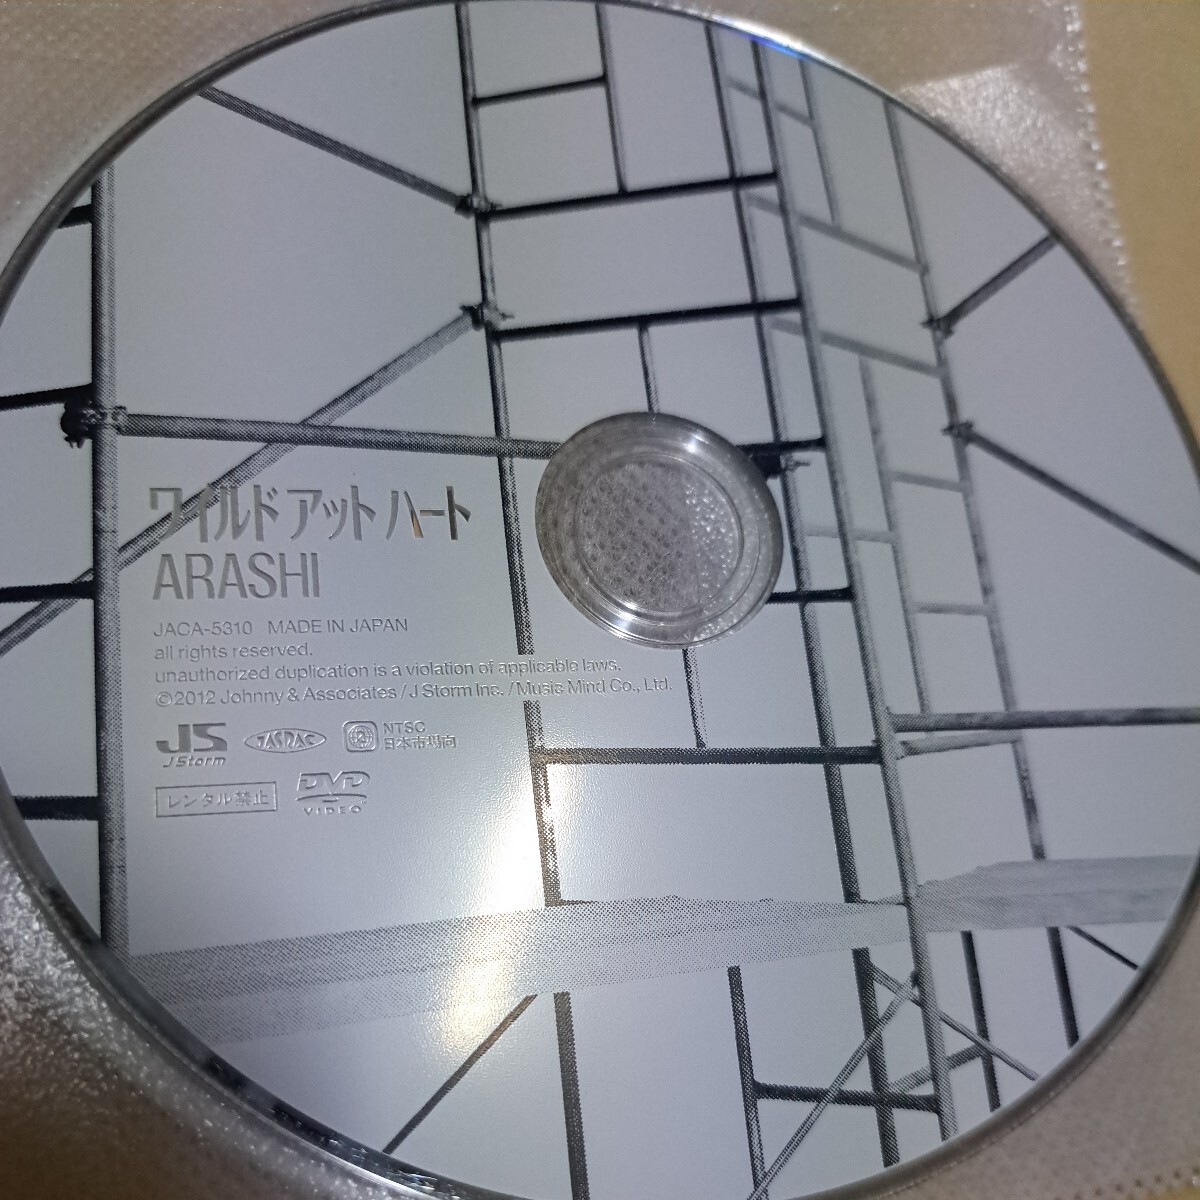 ワイルド アット ハート
ARASHI
JACA-5310 MADE IN JAPAN
all rights reserved.
unauthorized duplication is a violation of applicable laws.
©2012 Johnny & Associates / J Storm Inc. / Music Mind Co., Ltd.
JS
J Storm
JASRAC
2
NTSC
日本市場向
レンタル禁止
DVD
VIDEO